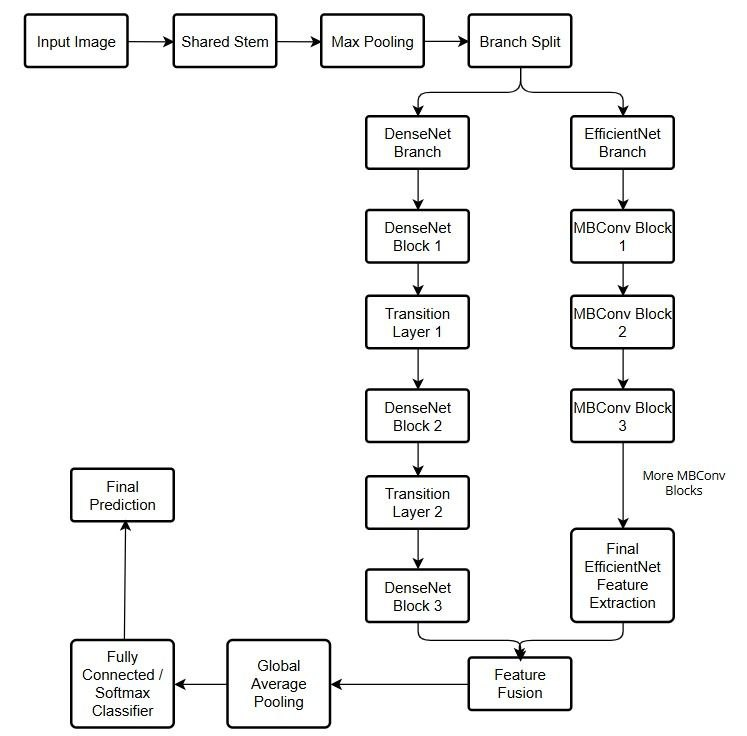 Input Image
Shared Stem
Max Pooling
Branch Split
DenseNet
Branch
EfficientNet
Branch
DenseNet
Block 1
MBConv Block
1
Transition
Layer 1
MBConv Block
2
DenseNet
Block 2
MBConv Block
3
More MBConv
Blocks
Transition
Layer 2
Final
EfficientNet
Feature
Extraction
DenseNet
Block 3
Feature
Fusion
Global
Average
Pooling
Fully
Connected /
Softmax
Classifier
Final
Prediction